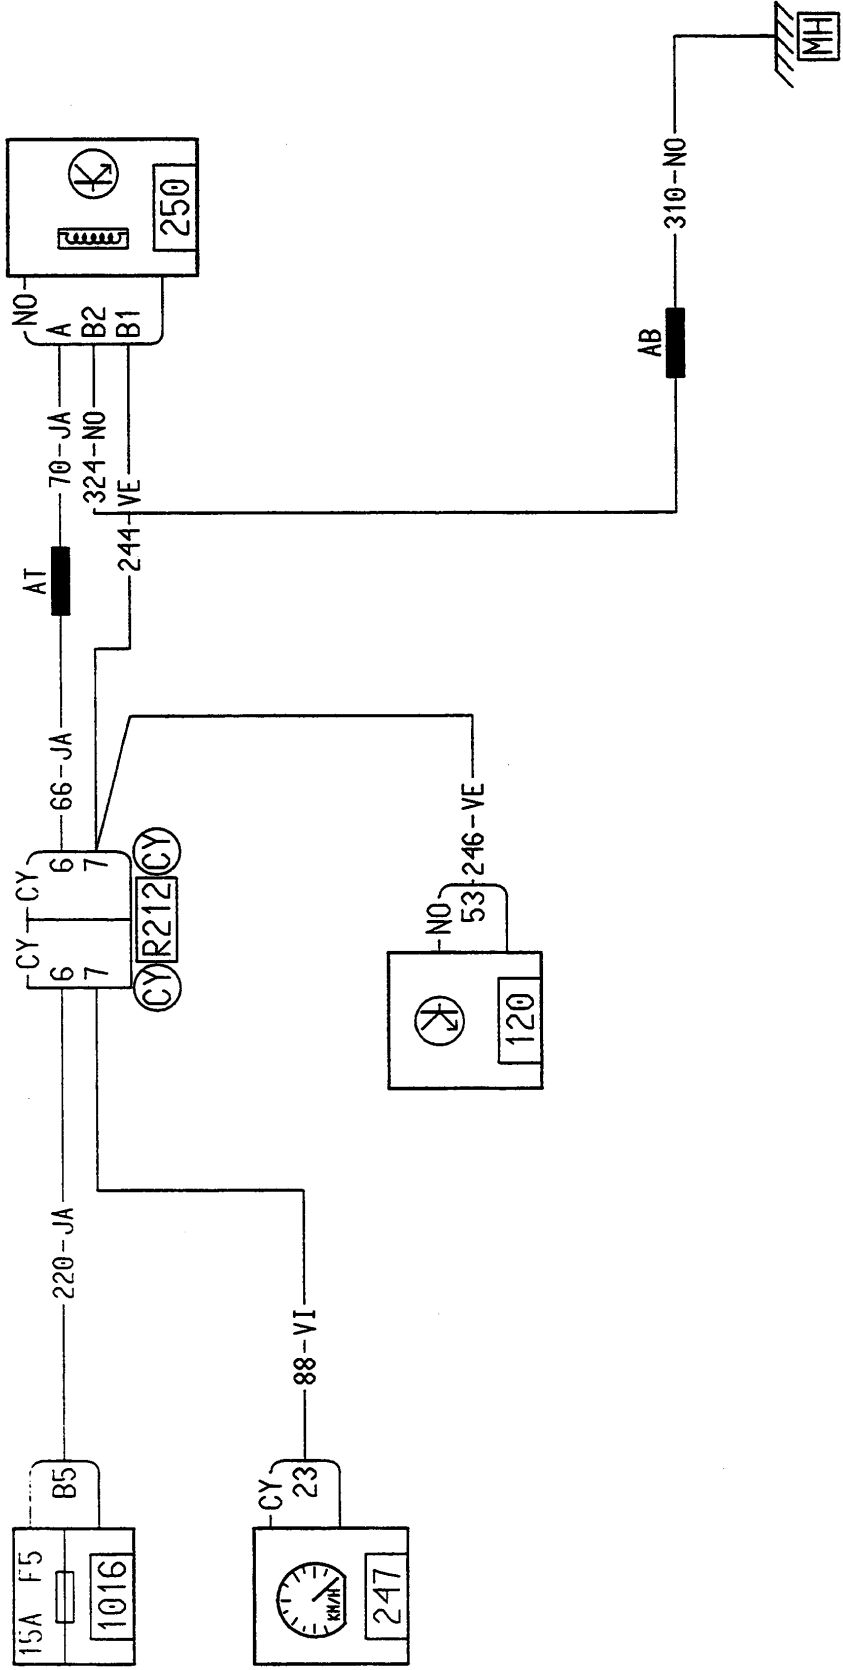 MH
310-NO
AB
250
NO
A
B2
B1
70-JA
324-NO
244-VE
AT
66-JA
CY
6
7
CY
R212
CY
6
7
CY
246-VE
NO
53
120
220-JA
88-VI
B5
15A F5
1016
CY
23
KM/H
247